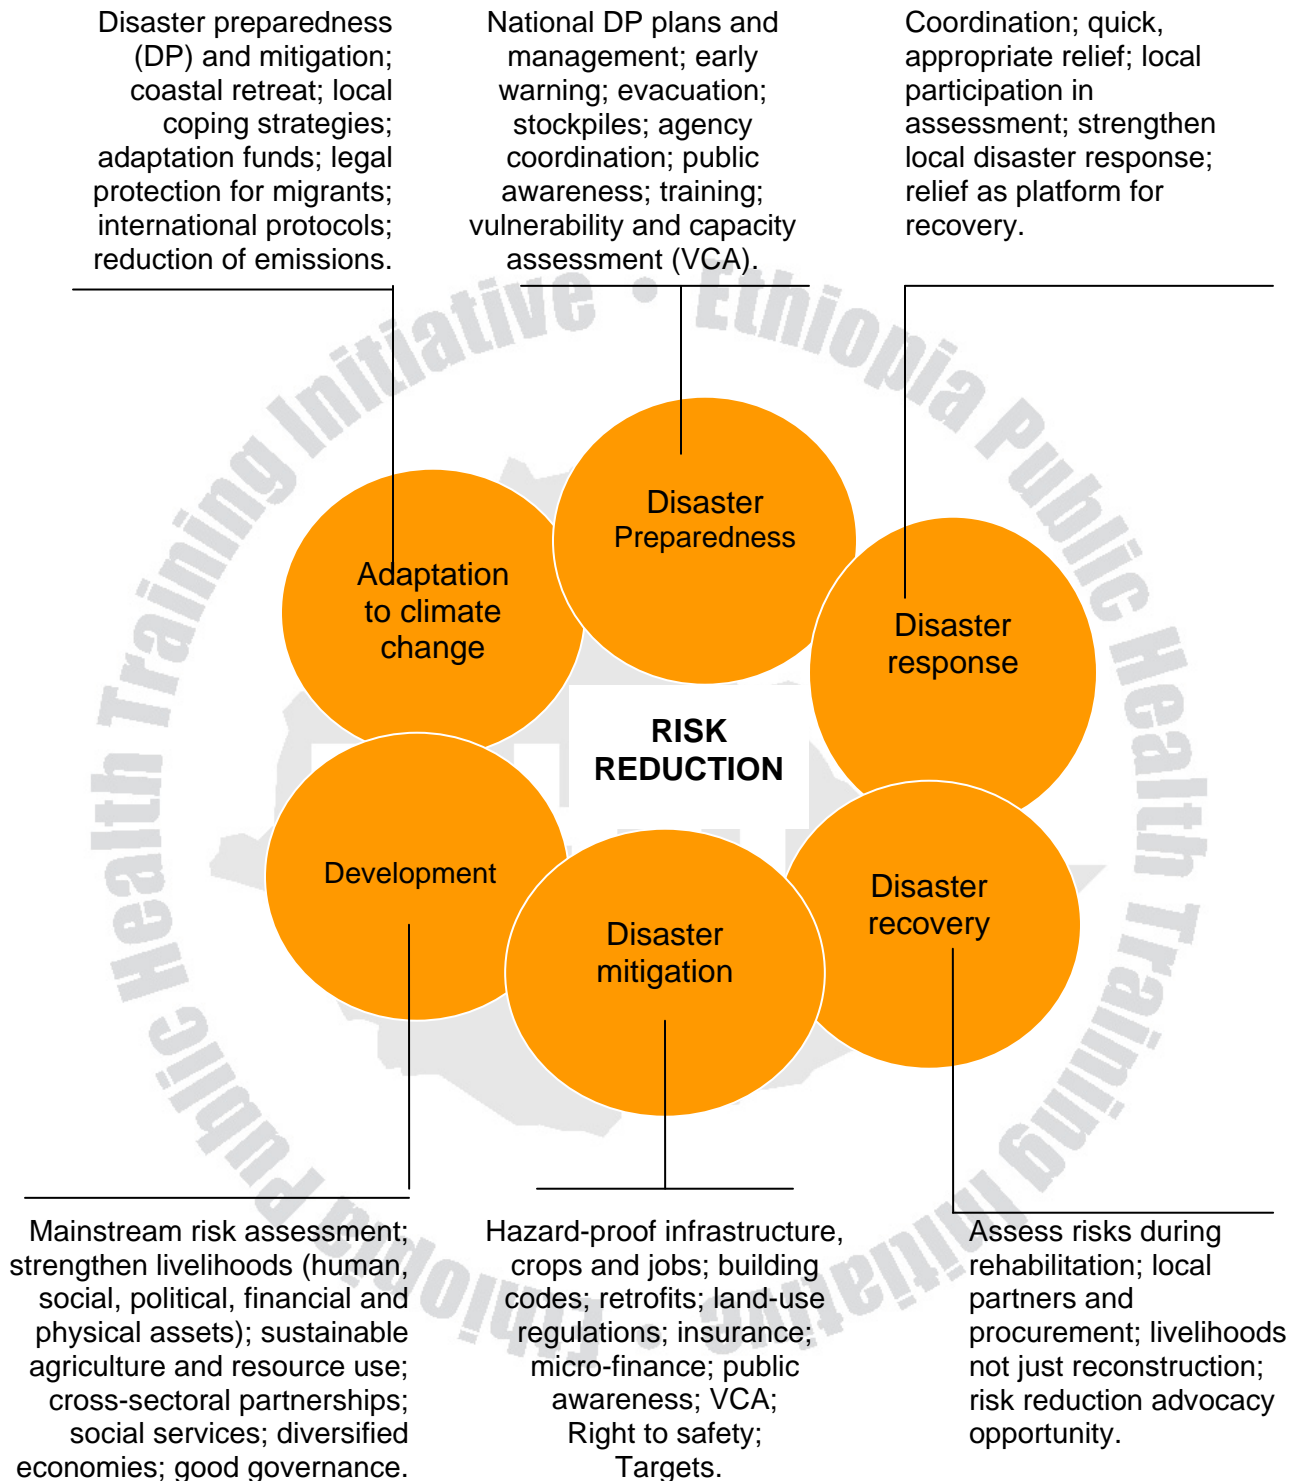 Disaster preparedness
(DP) and mitigation;
coastal retreat; local
coping strategies;
adaptation funds; legal
protection for migrants;
international protocols;
reduction of emissions.
National DP plans and
management; early
warning; evacuation;
stockpiles; agency
coordination; public
awareness; training;
vulnerability and capacity
assessment (VCA).
Coordination; quick,
appropriate relief; local
participation in
assessment; strengthen
local disaster response;
relief as platform for
recovery.
Ethiopia Public Health Training Initiative • Ethiopia Public Health Training Initiative •
Disaster
Preparedness
Adaptation
to climate
change
Disaster
response
RISK
REDUCTION
Development
Disaster
mitigation
Disaster
recovery
Mainstream risk assessment;
strengthen livelihoods (human,
social, political, financial and
physical assets); sustainable
agriculture and resource use;
cross-sectoral partnerships;
social services; diversified
economies; good governance.
Hazard-proof infrastructure,
crops and jobs; building
codes; retrofits; land-use
regulations; insurance;
micro-finance; public
awareness; VCA;
Right to safety;
Targets.
Assess risks during
rehabilitation; local
partners and
procurement; livelihoods
not just reconstruction;
risk reduction advocacy
opportunity.